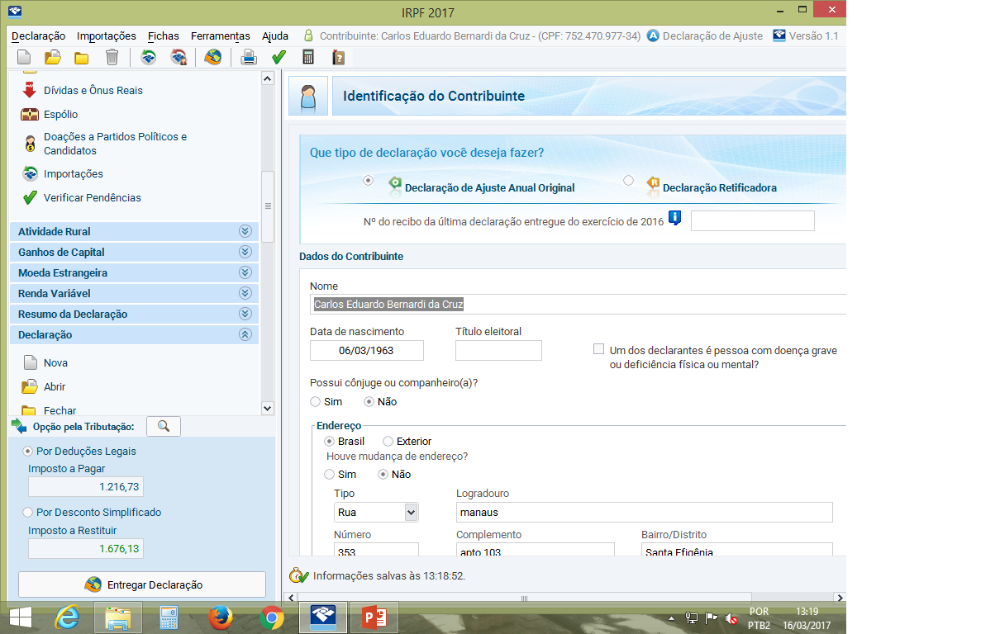 IRPF 2017
Declaração Importações Fichas Ferramentas Ajuda Contribuinte: Carlos Eduardo Bernardi da Cruz - (CPF: 752.470.977-34) A Declaração de Ajuste Versão 1.1
Dívidas e Ônus Reais
Espólio
Doações a Partidos Políticos e
Candidatos
Importações
Verificar Pendências
Atividade Rural
Ganhos de Capital
Moeda Estrangeira
Renda Variável
Resumo da Declaração
Declaração
Nova
Abrir
Fechar
Opção pela Tributação:
Por Deduções Legais
Imposto a Pagar
1.216,73
Por Desconto Simplificado
Imposto a Restituir
1.676,13
Entregar Declaração
Identificação do Contribuinte
Que tipo de declaração você deseja fazer?
Declaração de Ajuste Anual Original R Declaração Retificadora
Nº do recibo da última declaração entregue do exercício de 2016
Dados do Contribuinte
Nome
Carlos Eduardo Bernardi da Cruz
Data de nascimento Título eleitoral
06/03/1963
Um dos declarantes é pessoa com doença grave
ou deficiência física ou mental?
Possui cônjuge ou companheiro(a)?
Sim Não
Endereço
Brasil Exterior
Houve mudança de endereço?
Sim Não
Tipo Logradouro
Rua manaus
Número Complemento Bairro/Distrito
353 apto 103 Santa Efigênia
Informações salvas às 13:18:52.
POR 13:19
PTB2 16/03/2017